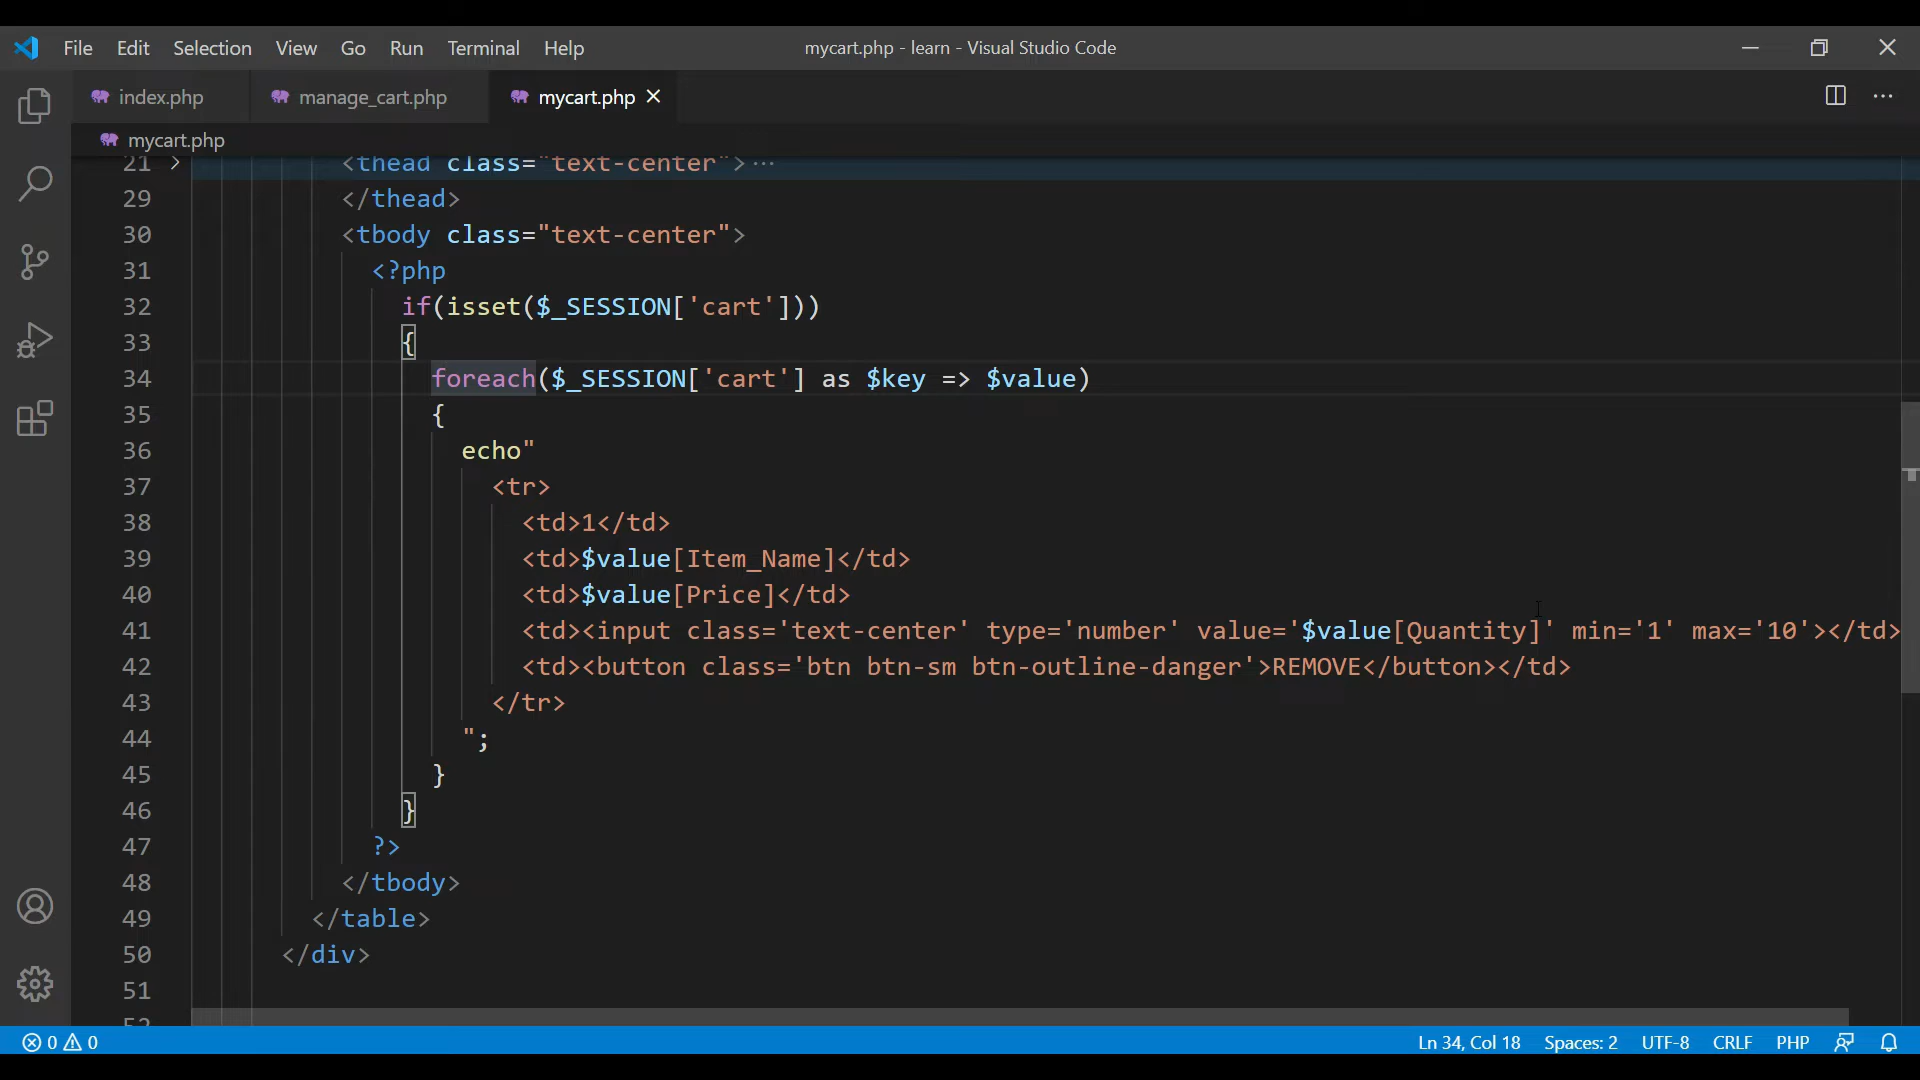 File Edit Selection View Go Run Terminal Help mycart.php - learn - Visual Studio Code
index.php manage_cart.php mycart.php
mycart.php
21 <thead class="text-center">...
29 </thead>
30 <tbody class="text-center">
31 <?php
32 if(isset($_SESSION['cart']))
33 {
34 foreach($_SESSION['cart'] as $key => $value)
35 {
36 echo"
37 <tr>
38 <td>1</td>
39 <td>$value[Item_Name]</td>
40 <td>$value[Price]</td>
41 <td><input class='text-center' type='number' value='$value[Quantity]' min='1' max='10'></td>
42 <td><button class='btn btn-sm btn-outline-danger'>REMOVE</button></td>
43 </tr>
44 ";
45 }
46 }
47 ?>
48 </tbody>
49 </table>
50 </div>
51
52
0 0 Ln 34, Col 18 Spaces: 2 UTF-8 CRLF PHP